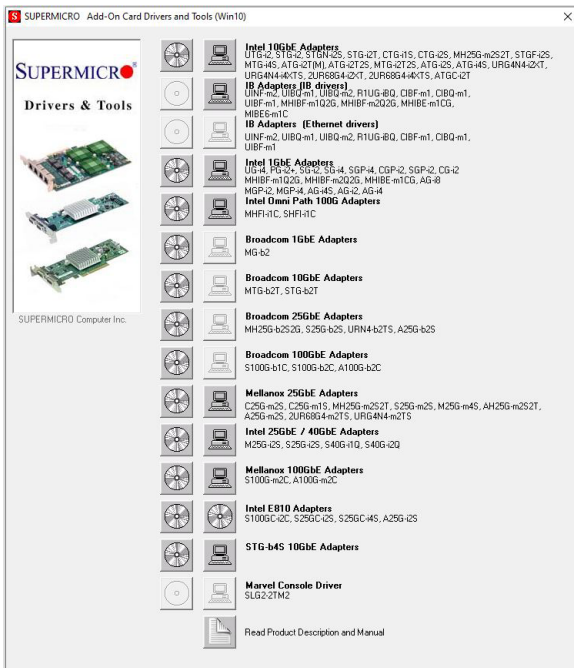 SUPERMICRO Add-On Card Drivers and Tools (Win10)
SUPERMICRO
Drivers & Tools
SUPERMICRO Computer Inc.
Intel 10GbE Adapters
UTG-i2, STG-i2, STGN-i2S, STG-i2T, CTG-i1S, CTG-i2S, MH25G-m2S2T, STGF-i2S,
MTG-i4S, ATG-i2T(M), ATG-i2T2S, MTG-i2T2S, ATG-i2S, ATG-i4S, URG4N4-i2XT,
URG4N4-i4XTS, 2UR68G4-i2XT, 2UR68G4-i4XTS, ATGC-i2T
IB Adapters (IB drivers)
UINF-m2, UIBQ-m1, UIBQ-m2, R1UG-iBQ, CIBF-m1, CIBQ-m1,
UIBF-m1, MHIBF-m1Q2G, MHIBF-m2Q2G, MHIBE-m1CG,
MIBE6-m1C
IB Adapters (Ethernet drivers)
UINF-m2, UIBQ-m1, UIBQ-m2, R1UG-iBQ, CIBF-m1, CIBQ-m1,
UIBF-m1
Intel 1GbE Adapters
UG-i4, PG-i2+, SG-i2, SG-i4, SGP-i4, CGP-i2, SGP-i2, CG-i2
MHIBF-m1Q2G, MHIBF-m2Q2G, MHIBE-m1CG, AG-i8
MGP-i2, MGP-i4, AG-i4S, AG-i2, AG-i4
Intel Omni Path 100G Adapters
MHFI-i1C, SHFI-i1C
Broadcom 1GbE Adapters
MG-b2
Broadcom 10GbE Adapters
MTG-b2T, STG-b2T
Broadcom 25GbE Adapters
MH25G-b2S2G, S25G-b2S, URN4-b2TS, A25G-b2S
Broadcom 100GbE Adapters
S100G-b1C, S100G-b2C, A100G-b2C
Mellanox 25GbE Adapters
C25G-m2S, C25G-m1S, MH25G-m2S2T, S25G-m2S, M25G-m4S, AH25G-m2S2T,
A25G-m2S, 2UR68G4-m2TS, URG4N4-m2TS
Intel 25GbE / 40GbE Adapters
M25G-i2S, S25G-i2S, S40G-i1Q, S40G-i2Q
Mellanox 100GbE Adapters
S100G-m2C, A100G-m2C
Intel E810 Adapters
S100GC-i2C, S25GC-i2S, S25GC-i4S, A25G-i2S
STG-b4S 10GbE Adapters
Marvel Console Driver
SLG2-2TM2
Read Product Description and Manual